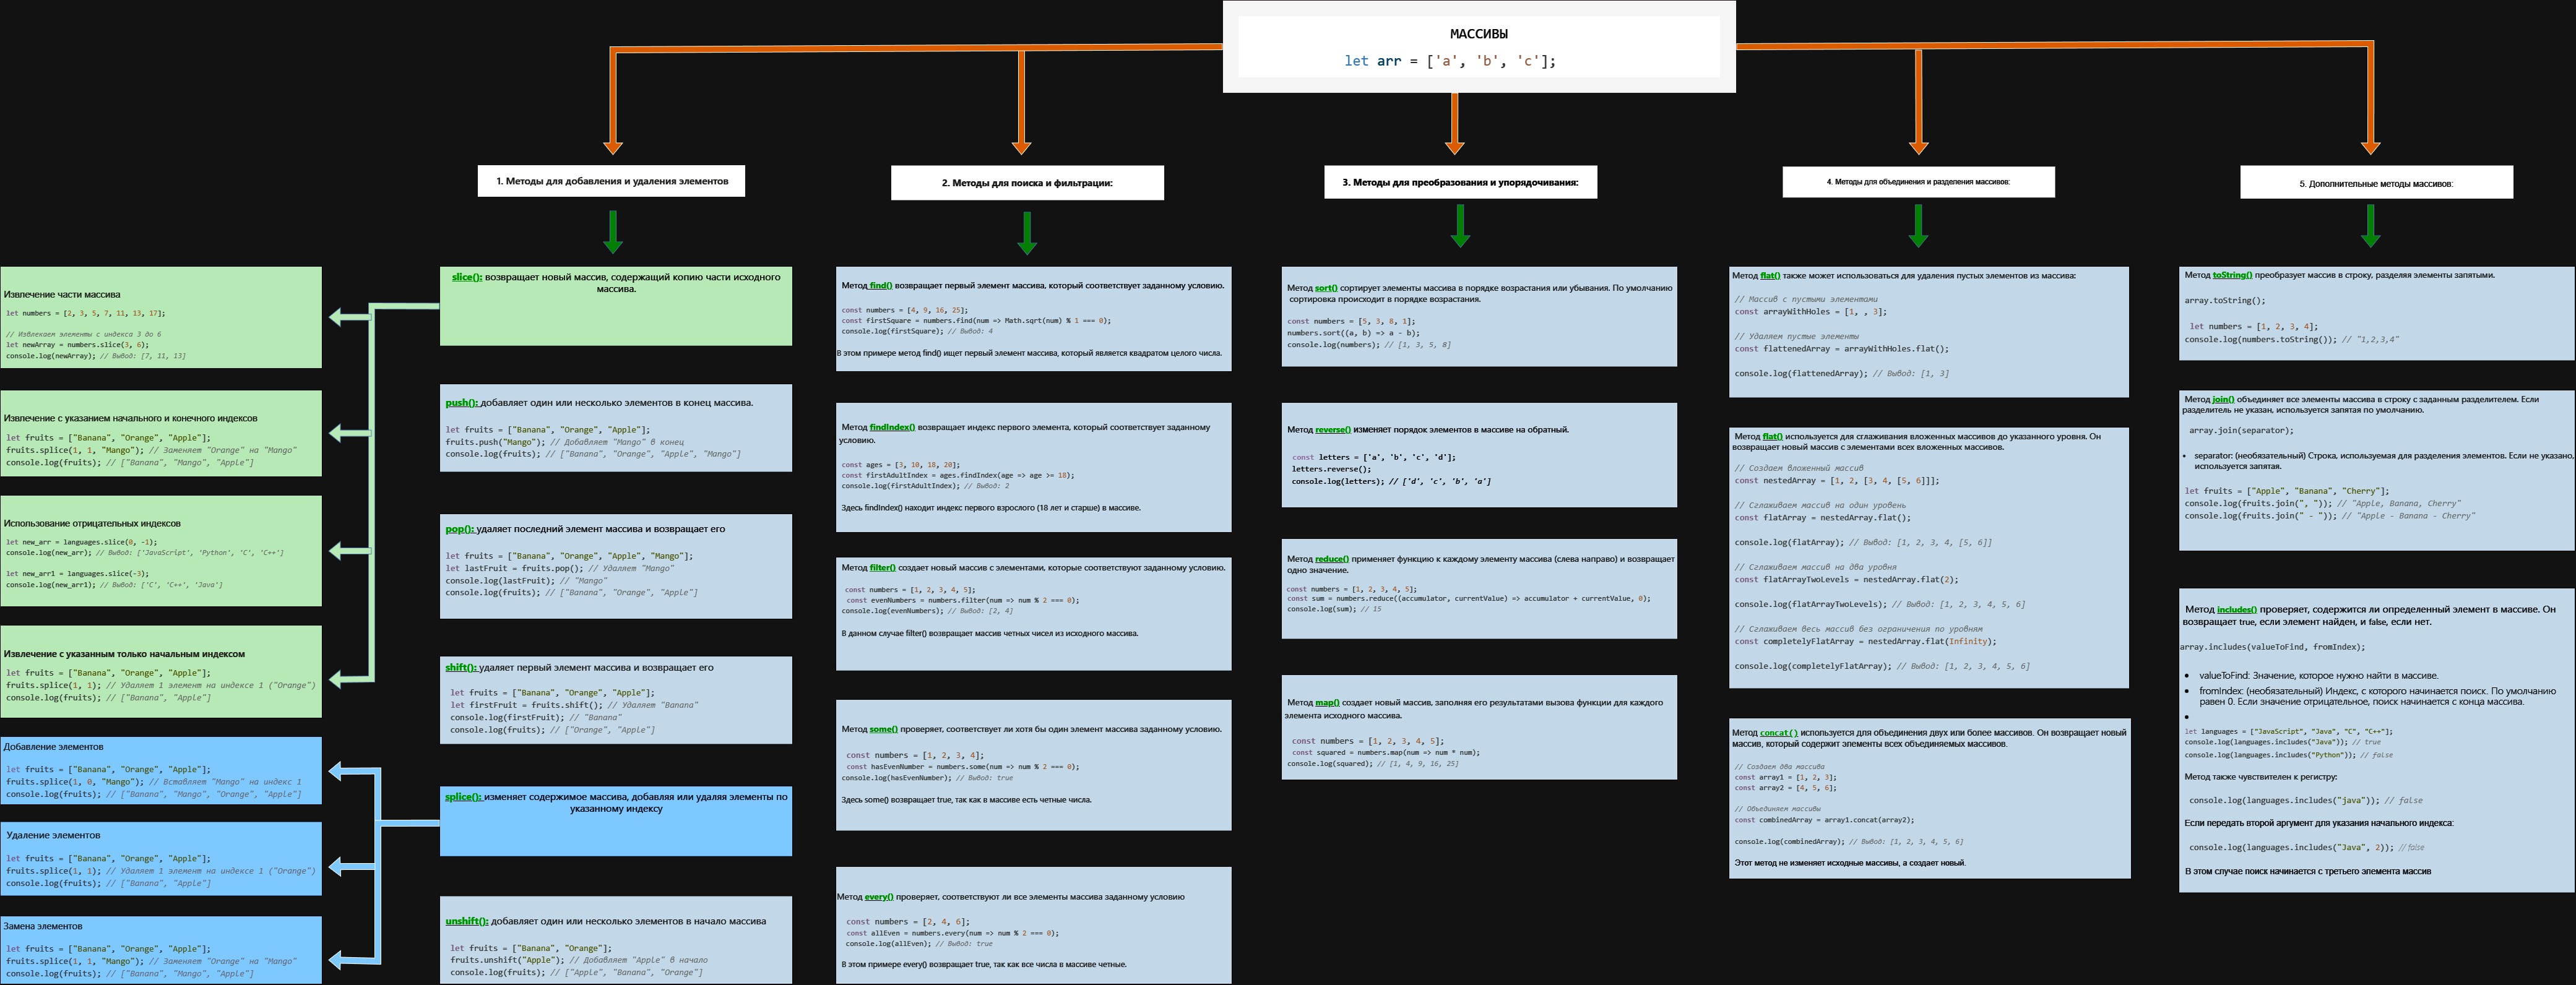 МАССИВЫ
let arr = ['a', 'b', 'c'];
1. Методы для добавления и удаления элементов
2. Методы для поиска и фильтрации:
3. Методы для преобразования и упорядочивания:
4. Методы для объединения и разделения массивов:
5. Дополнительные методы массивов:
Извлечение части массива
let numbers = [2, 3, 5, 7, 11, 13, 17];
// Извлекаем элементы с индекса 3 до 6
let newArray = numbers.slice(3, 6);
console.log(newArray); // Вывод: [7, 11, 13]
Извлечение с указанием начального и конечного индексов
let fruits = ["Banana", "Orange", "Apple"];
fruits.splice(1, 1, "Mango"); // Заменяет "Orange" на "Mango"
console.log(fruits); // ["Banana", "Mango", "Apple"]
Использование отрицательных индексов
let new_arr = languages.slice(0, -1);
console.log(new_arr); // Вывод: ['JavaScript', 'Python', 'C', 'C++']
let new_arr1 = languages.slice(-3);
console.log(new_arr1); // Вывод: ['C', 'C++', 'Java']
Извлечение с указанным только начальным индексом
let fruits = ["Banana", "Orange", "Apple"];
fruits.splice(1, 1); // Удаляет 1 элемент на индексе 1 ("Orange")
console.log(fruits); // ["Banana", "Apple"]
Добавление элементов
let fruits = ["Banana", "Orange", "Apple"];
fruits.splice(1, 0, "Mango"); // Вставляет "Mango" на индекс 1
console.log(fruits); // ["Banana", "Mango", "Orange", "Apple"]
Удаление элементов
let fruits = ["Banana", "Orange", "Apple"];
fruits.splice(1, 1); // Удаляет 1 элемент на индексе 1 ("Orange")
console.log(fruits); // ["Banana", "Apple"]
Замена элементов
let fruits = ["Banana", "Orange", "Apple"];
fruits.splice(1, 1, "Mango"); // Заменяет "Orange" на "Mango"
console.log(fruits); // ["Banana", "Mango", "Apple"]
slice(): возвращает новый массив, содержащий копию части исходного
массива.
push(): добавляет один или несколько элементов в конец массива.
let fruits = ["Banana", "Orange", "Apple"];
fruits.push("Mango"); // Добавляет "Mango" в конец
console.log(fruits); // ["Banana", "Orange", "Apple", "Mango"]
pop(): удаляет последний элемент массива и возвращает его
let fruits = ["Banana", "Orange", "Apple", "Mango"];
let lastFruit = fruits.pop(); // Удаляет "Mango"
console.log(lastFruit); // "Mango"
console.log(fruits); // ["Banana", "Orange", "Apple"]
shift(): удаляет первый элемент массива и возвращает его
let fruits = ["Banana", "Orange", "Apple"];
let firstFruit = fruits.shift(); // Удаляет "Banana"
console.log(firstFruit); // "Banana"
console.log(fruits); // ["Orange", "Apple"]
splice(): изменяет содержимое массива, добавляя или удаляя элементы по
указанному индексу
unshift(): добавляет один или несколько элементов в начало массива
let fruits = ["Banana", "Orange"];
fruits.unshift("Apple"); // Добавляет "Apple" в начало
console.log(fruits); // ["Apple", "Banana", "Orange"]
Метод find() возвращает первый элемент массива, который соответствует заданному условию.
const numbers = [4, 9, 16, 25];
const firstSquare = numbers.find(num => Math.sqrt(num) % 1 === 0);
console.log(firstSquare); // Вывод: 4
В этом примере метод find() ищет первый элемент массива, который является квадратом целого числа.
Метод findIndex() возвращает индекс первого элемента, который соответствует заданному
условию.
const ages = [3, 10, 18, 20];
const firstAdultIndex = ages.findIndex(age => age >= 18);
console.log(firstAdultIndex); // Вывод: 2
Здесь findIndex() находит индекс первого взрослого (18 лет и старше) в массиве.
Метод filter() создает новый массив с элементами, которые соответствуют заданному условию.
const numbers = [1, 2, 3, 4, 5];
const evenNumbers = numbers.filter(num => num % 2 === 0);
console.log(evenNumbers); // Вывод: [2, 4]
В данном случае filter() возвращает массив четных чисел из исходного массива.
Метод some() проверяет, соответствует ли хотя бы один элемент массива заданному условию.
const numbers = [1, 2, 3, 4];
const hasEvenNumber = numbers.some(num => num % 2 === 0);
console.log(hasEvenNumber); // Вывод: true
Здесь some() возвращает true, так как в массиве есть четные числа.
Метод every() проверяет, соответствуют ли все элементы массива заданному условию
const numbers = [2, 4, 6];
const allEven = numbers.every(num => num % 2 === 0);
console.log(allEven); // Вывод: true
В этом примере every() возвращает true, так как все числа в массиве четные.
Метод sort() сортирует элементы массива в порядке возрастания или убывания. По умолчанию
сортировка происходит в порядке возрастания.
const numbers = [5, 3, 8, 1];
numbers.sort((a, b) => a - b);
console.log(numbers); // [1, 3, 5, 8]
Метод reverse() изменяет порядок элементов в массиве на обратный.
const letters = ['a', 'b', 'c', 'd'];
letters.reverse();
console.log(letters); // ['d', 'c', 'b', 'a']
Метод reduce() применяет функцию к каждому элементу массива (слева направо) и возвращает
одно значение.
const numbers = [1, 2, 3, 4, 5];
const sum = numbers.reduce((accumulator, currentValue) => accumulator + currentValue, 0);
console.log(sum); // 15
Метод map() создает новый массив, заполняя его результатами вызова функции для каждого
элемента исходного массива.
const numbers = [1, 2, 3, 4, 5];
const squared = numbers.map(num => num * num);
console.log(squared); // [1, 4, 9, 16, 25]
Метод flat() также может использоваться для удаления пустых элементов из массива:
// Массив с пустыми элементами
const arrayWithHoles = [1, , 3];
// Удаляем пустые элементы
const flattenedArray = arrayWithHoles.flat();
console.log(flattenedArray); // Вывод: [1, 3]
Метод flat() используется для сглаживания вложенных массивов до указанного уровня. Он
возвращает новый массив с элементами всех вложенных массивов.
// Создаем вложенный массив
const nestedArray = [1, 2, [3, 4, [5, 6]]];
// Сглаживаем массив на один уровень
const flatArray = nestedArray.flat();
console.log(flatArray); // Вывод: [1, 2, 3, 4, [5, 6]]
// Сглаживаем массив на два уровня
const flatArrayTwoLevels = nestedArray.flat(2);
console.log(flatArrayTwoLevels); // Вывод: [1, 2, 3, 4, 5, 6]
// Сглаживаем весь массив без ограничения по уровням
const completelyFlatArray = nestedArray.flat(Infinity);
console.log(completelyFlatArray); // Вывод: [1, 2, 3, 4, 5, 6]
Метод concat() используется для объединения двух или более массивов. Он возвращает новый
массив, который содержит элементы всех объединяемых массивов.
// Создаем два массива
const array1 = [1, 2, 3];
const array2 = [4, 5, 6];
// Объединяем массивы
const combinedArray = array1.concat(array2);
console.log(combinedArray); // Вывод: [1, 2, 3, 4, 5, 6]
Этот метод не изменяет исходные массивы, а создает новый.
Метод toString() преобразует массив в строку, разделяя элементы запятыми.
array.toString();
let numbers = [1, 2, 3, 4];
console.log(numbers.toString()); // "1,2,3,4"
Метод join() объединяет все элементы массива в строку с заданным разделителем. Если
разделитель не указан, используется запятая по умолчанию.
array.join(separator);
• separator: (необязательный) Строка, используемая для разделения элементов. Если не указано,
используется запятая.
let fruits = ["Apple", "Banana", "Cherry"];
console.log(fruits.join(", ")); // "Apple, Banana, Cherry"
console.log(fruits.join(" - ")); // "Apple - Banana - Cherry"
Метод includes() проверяет, содержится ли определенный элемент в массиве. Он
возвращает true, если элемент найден, и false, если нет.
array.includes(valueToFind, fromIndex);
• valueToFind: Значение, которое нужно найти в массиве.
• fromIndex: (необязательный) Индекс, с которого начинается поиск. По умолчанию
равен 0. Если значение отрицательное, поиск начинается с конца массива.
•
let languages = ["JavaScript", "Java", "C", "C++"];
console.log(languages.includes("Java")); // true
console.log(languages.includes("Python")); // false
Метод также чувствителен к регистру:
console.log(languages.includes("java")); // false
Если передать второй аргумент для указания начального индекса:
console.log(languages.includes("Java", 2)); // false
В этом случае поиск начинается с третьего элемента массив